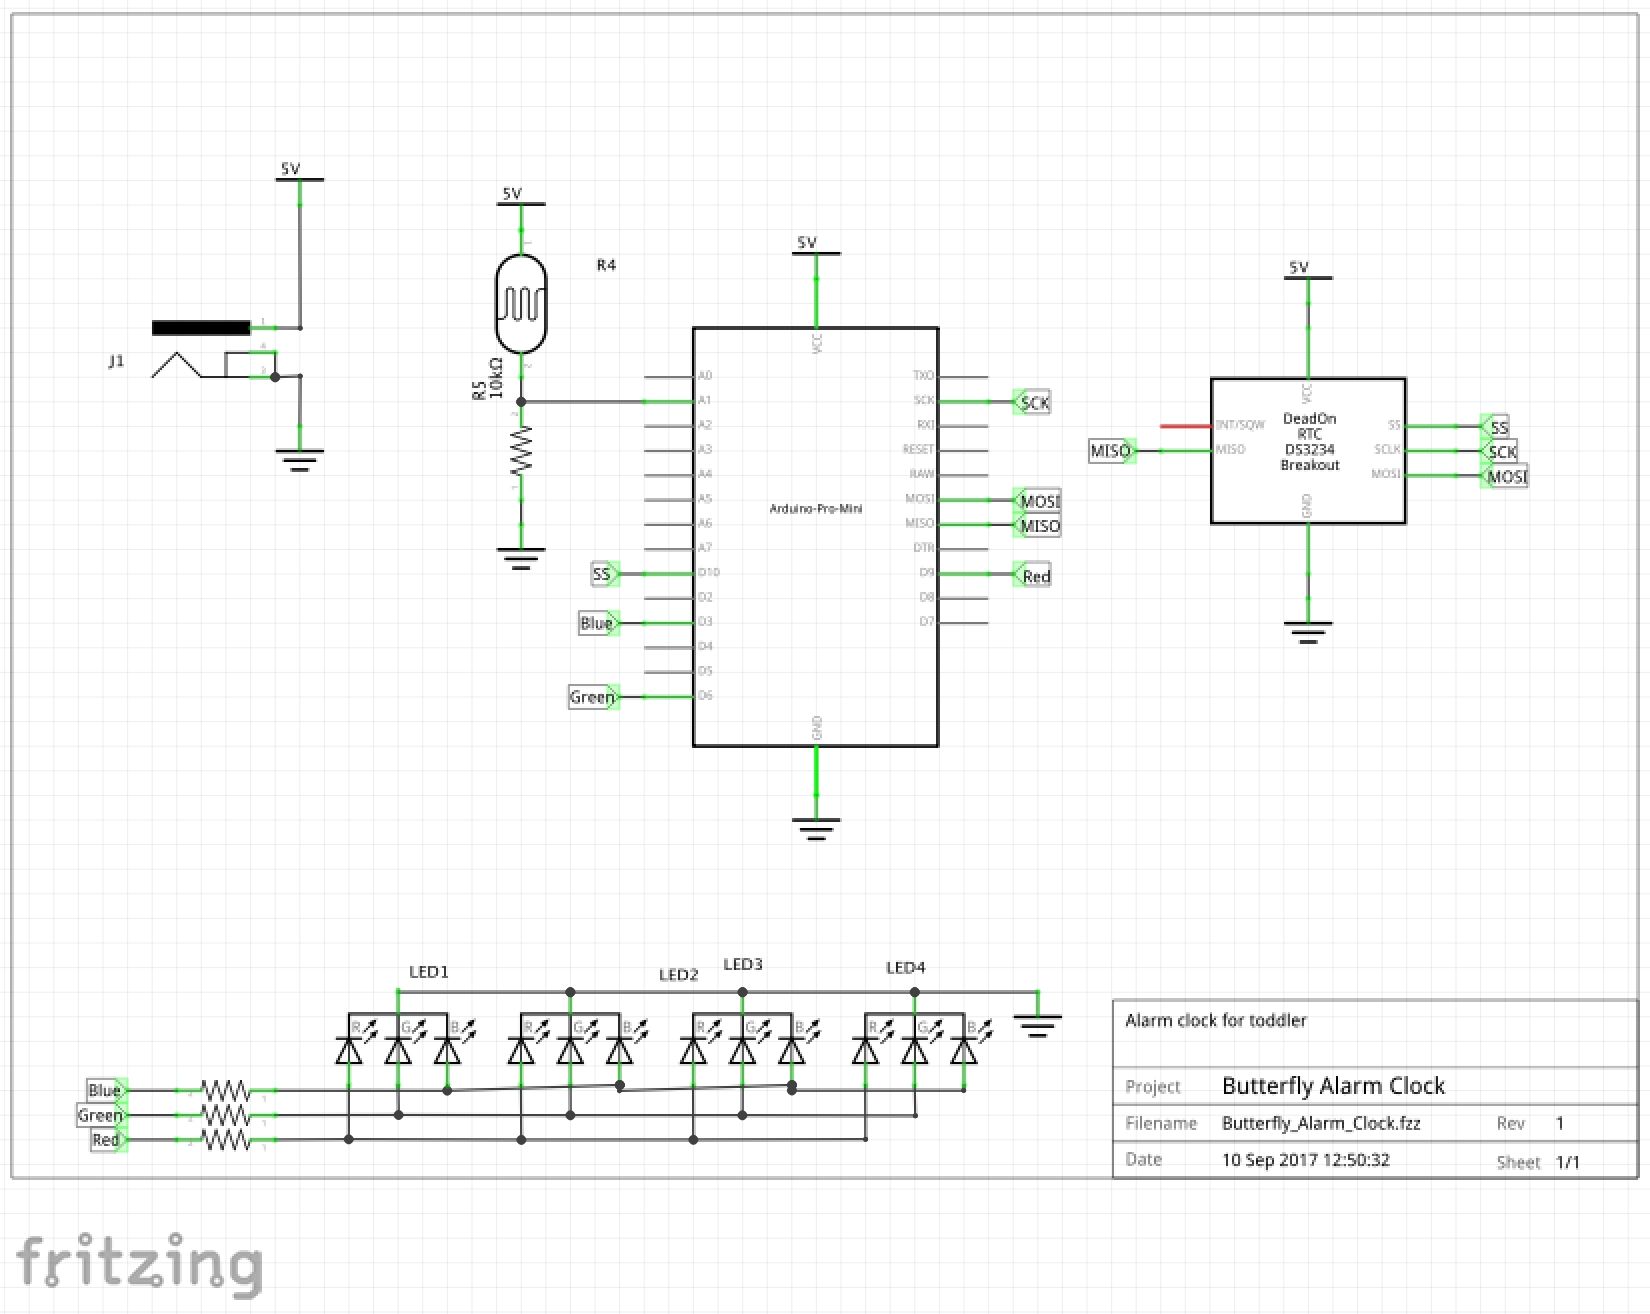 5V
J1
5V
R4
R5
10kΩ
5V
VCC
Arduino-Pro-Mini
A0
A1
A2
A3
A4
A5
A6
A7
D10
D2
D3
D4
D5
D6
GND
TXO
SCK
RXI
RESET
RAW
MOSI
MISO
DTR
D9
D8
D7
SS
Blue
Green
SCK
MOSI
MISO
Red
5V
VCC
DeadOn
RTC
DS3234
Breakout
INT/SQW
MISO
SS
SCLK
MOSI
GND
MISO
SS
SCK
MOSI
LED1
LED2
LED3
LED4
R G B
R G B
R G B
R G B
Blue
Green
Red
Alarm clock for toddler
Project Butterfly Alarm Clock
Filename Butterfly_Alarm_Clock.fzz Rev 1
Date 10 Sep 2017 12:50:32 Sheet 1/1
fritzing